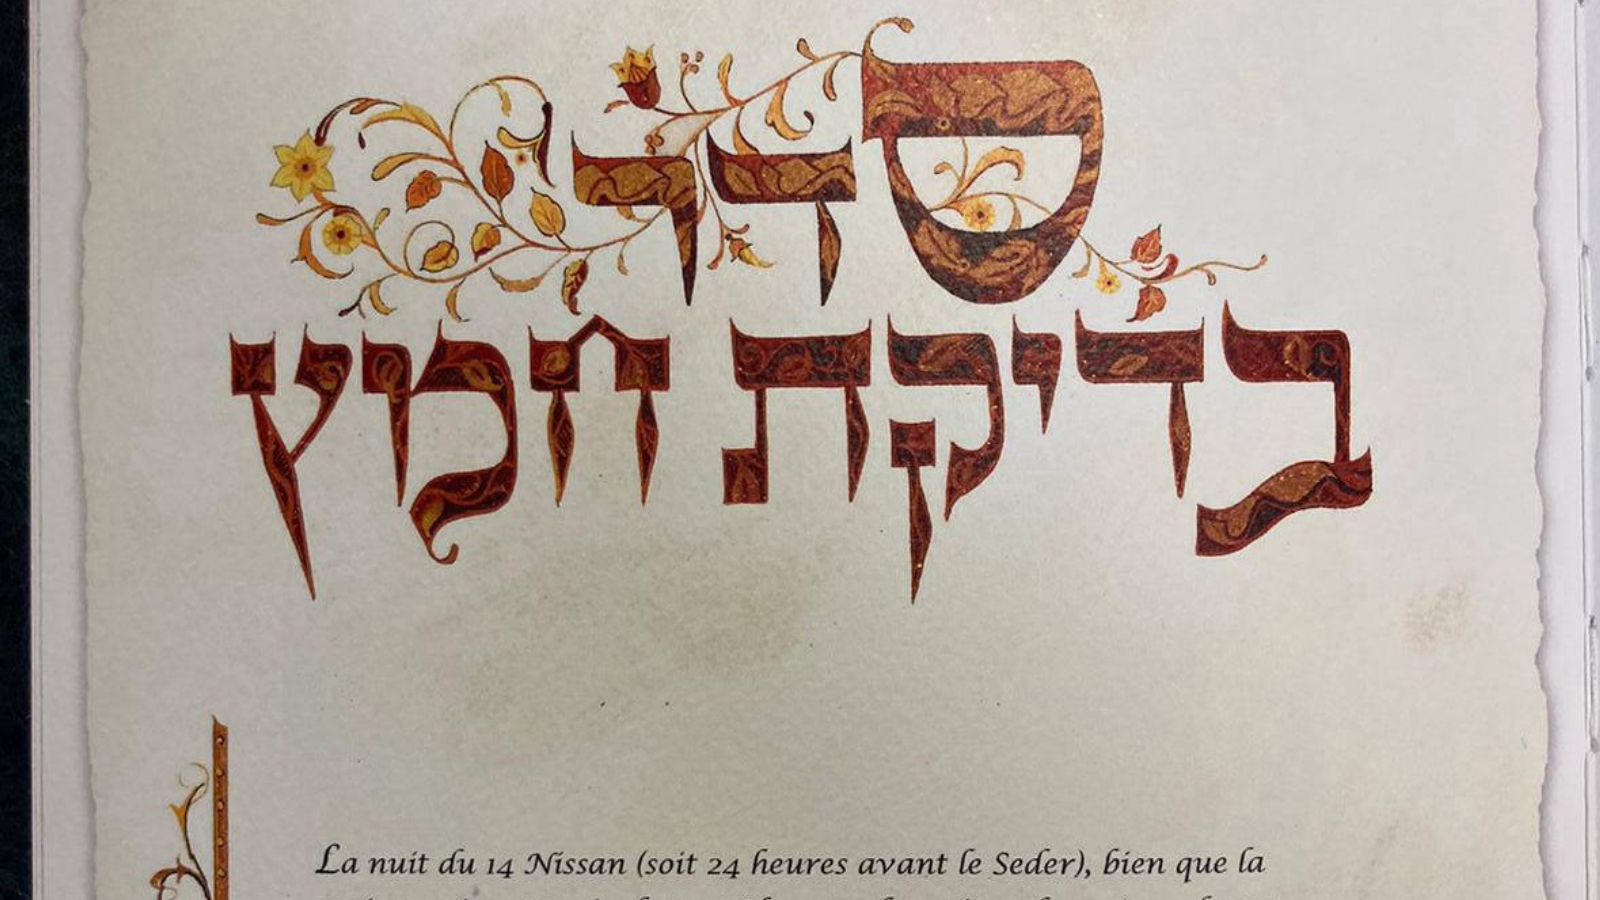 סדר
בדיקת חמץ
La nuit du 14 Nissan (soit 24 heures avant le Seder), bien que la